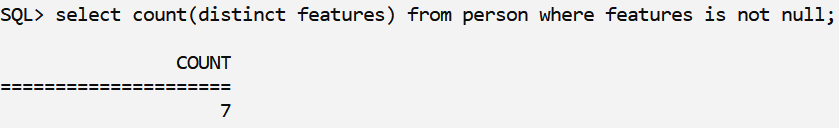 SQL> select count(distinct features) from person where features is not null;
COUNT
=====================
7